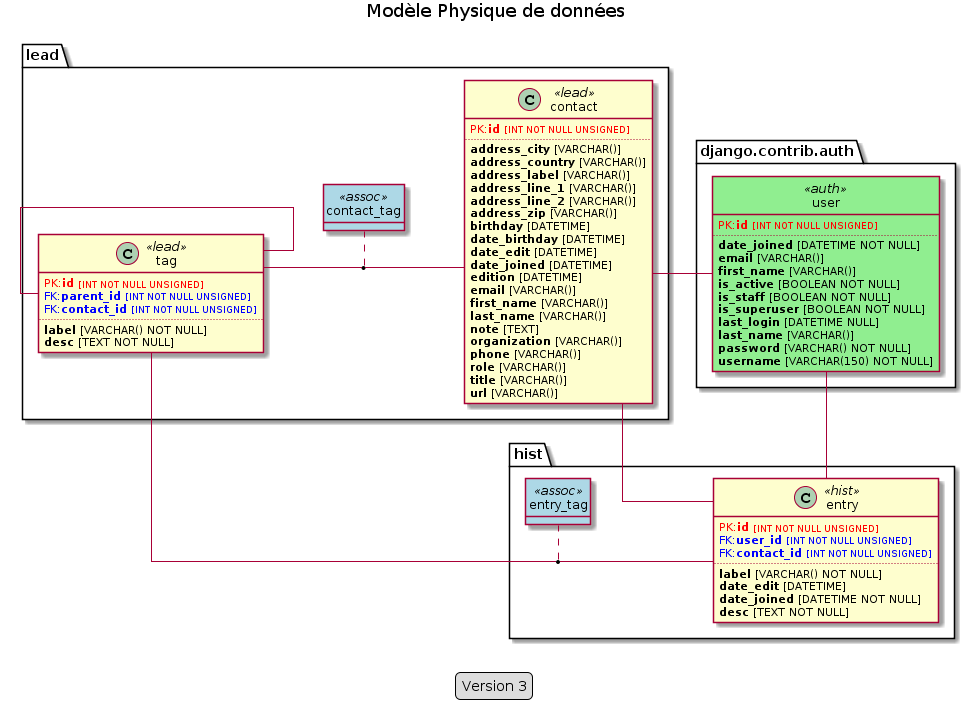 Modèle Physique de données
lead
C
«lead»
contact
PK:id [INT NOT NULL UNSIGNED]
address_city [VARCHAR()]
address_country [VARCHAR()]
address_label [VARCHAR()]
address_line_1 [VARCHAR()]
address_line_2 [VARCHAR()]
address_zip [VARCHAR()]
birthday [DATETIME]
date_birthday [DATETIME]
date_edit [DATETIME]
date_joined [DATETIME]
edition [DATETIME]
email [VARCHAR()]
first_name [VARCHAR()]
last_name [VARCHAR()]
note [TEXT]
organization [VARCHAR()]
phone [VARCHAR()]
role [VARCHAR()]
title [VARCHAR()]
url [VARCHAR()]
«assoc»
contact_tag
C
«lead»
tag
PK:id [INT NOT NULL UNSIGNED]
FK:parent_id [INT NOT NULL UNSIGNED]
FK:contact_id [INT NOT NULL UNSIGNED]
label [VARCHAR() NOT NULL]
desc [TEXT NOT NULL]
django.contrib.auth
«auth»
user
PK:id [INT NOT NULL UNSIGNED]
date_joined [DATETIME NOT NULL]
email [VARCHAR()]
first_name [VARCHAR()]
is_active [BOOLEAN NOT NULL]
is_staff [BOOLEAN NOT NULL]
is_superuser [BOOLEAN NOT NULL]
last_login [DATETIME NULL]
last_name [VARCHAR()]
password [VARCHAR() NOT NULL]
username [VARCHAR(150) NOT NULL]
hist
«assoc»
entry_tag
C
«hist»
entry
PK:id [INT NOT NULL UNSIGNED]
FK:user_id [INT NOT NULL UNSIGNED]
FK:contact_id [INT NOT NULL UNSIGNED]
label [VARCHAR() NOT NULL]
date_edit [DATETIME]
date_joined [DATETIME NOT NULL]
desc [TEXT NOT NULL]
Version 3